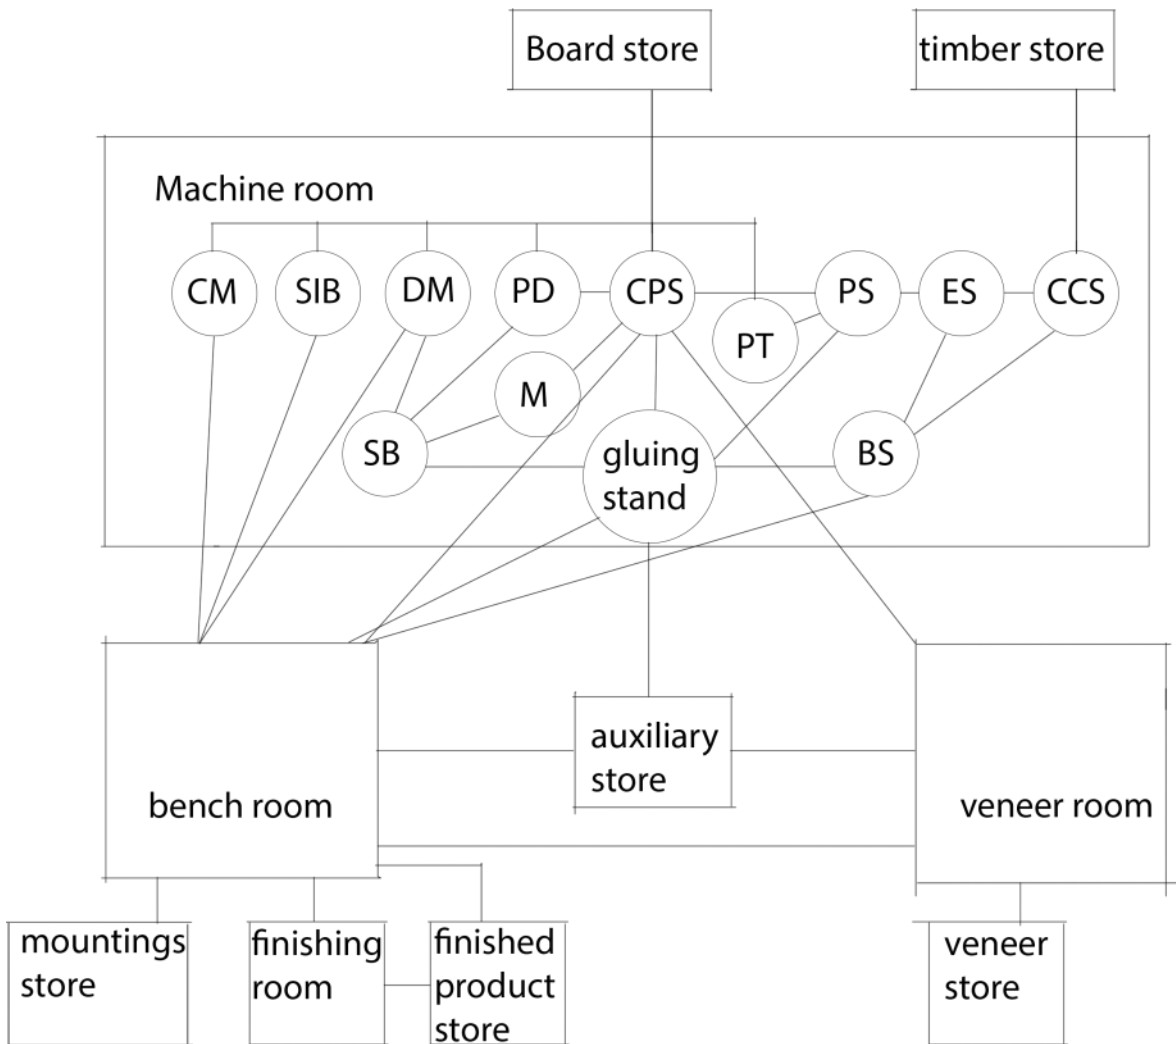 Board store
timber store
Machine room
CM
SIB
DM
PD
CPS
PS
ES
CCS
PT
M
SB
gluing
stand
BS
auxiliary
store
bench room
veneer room
mountings
store
finishing
room
finished
product
store
veneer
store